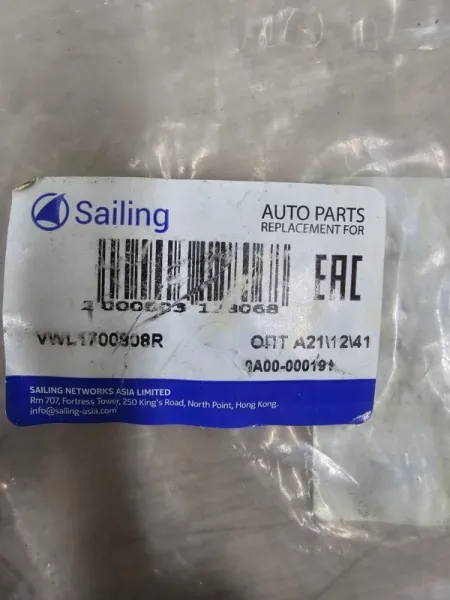 Sailing
AUTO PARTS
REPLACEMENT FOR
EAC
VWL1700808R
ОПТ A21\12\41
SAILING NETWORKS ASIA LIMITED
Rm 707, Fortress Tower, 250 King's Road, North Point, Hong Kong.
info@sailing-asia.com